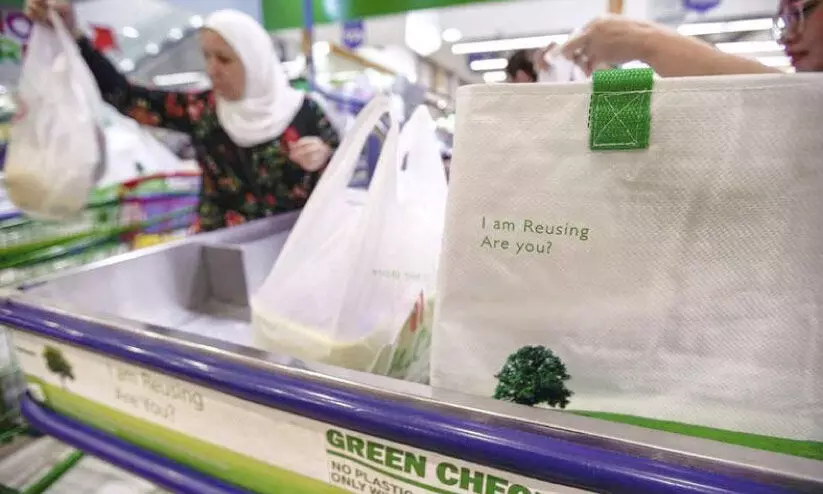 I am Reusing
Are you?
I am Reusing
Are you?
GREEN CHEC
NO PLASTIC
ONLY